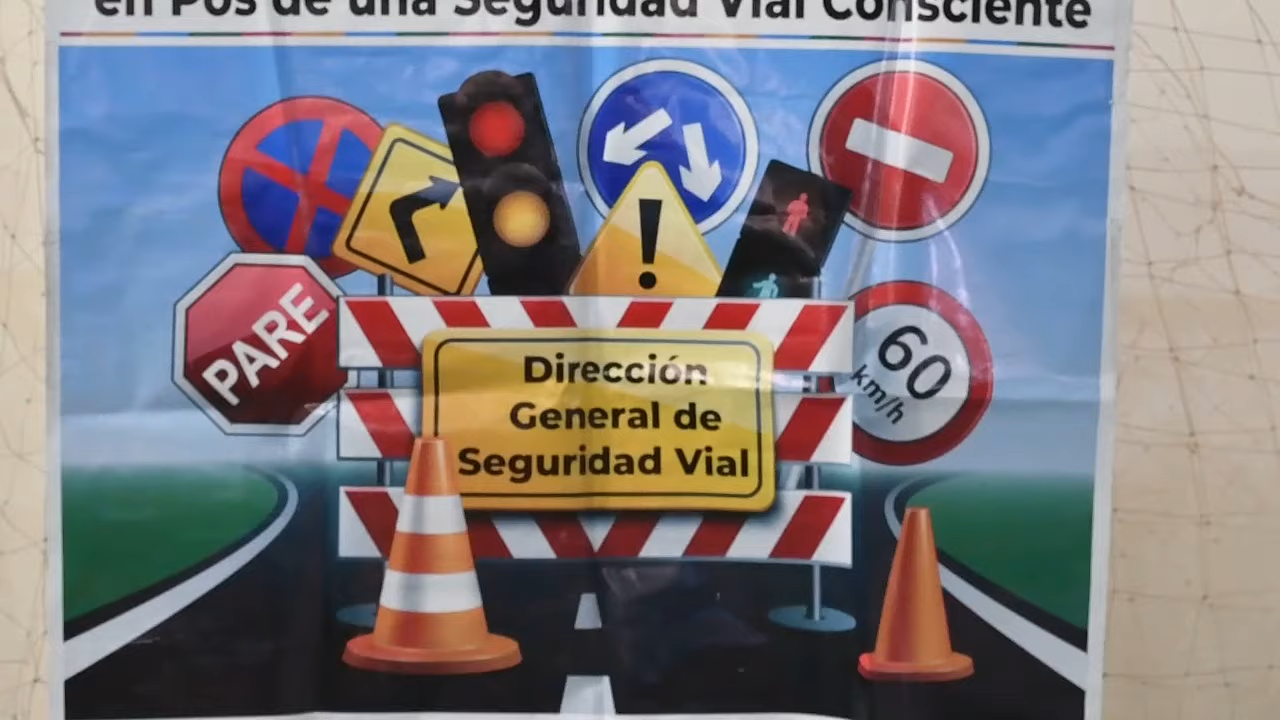 en Pos de una Seguridad Vial Consciente
PARE
60
km/h
Dirección
General de
Seguridad Vial